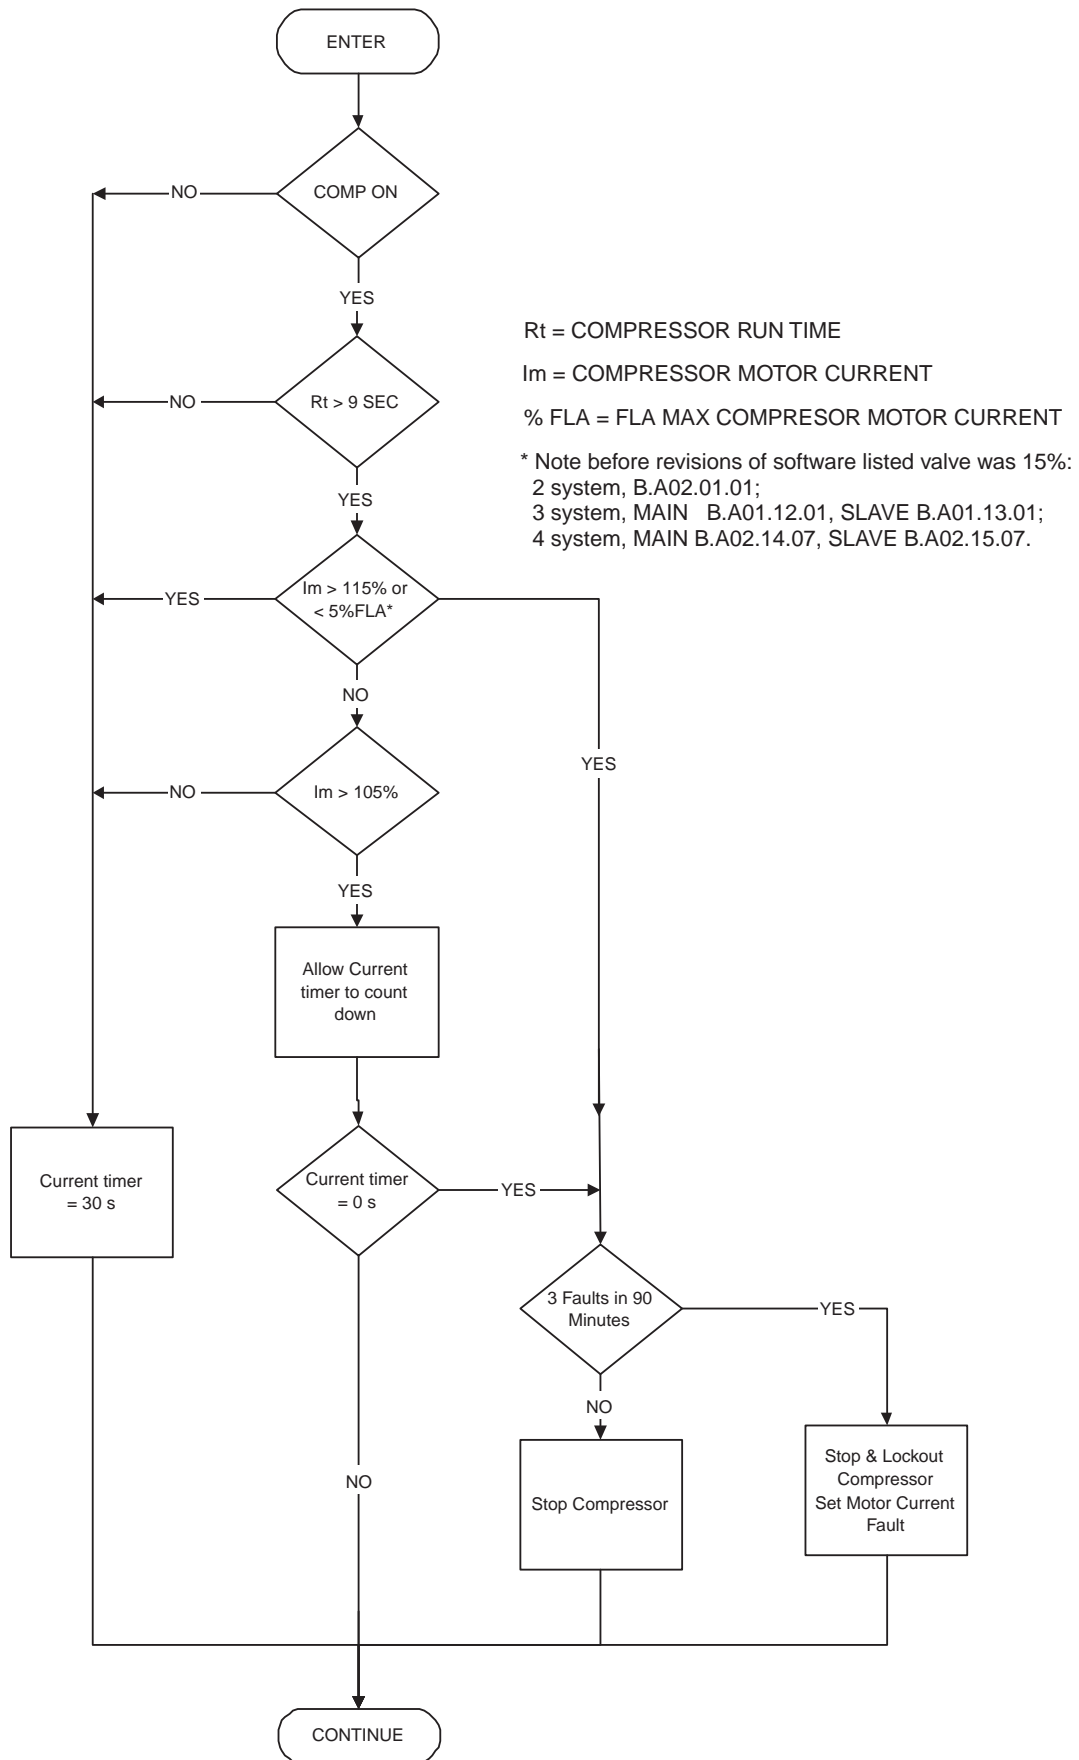 ENTER
COMP ON
NO
YES
Rt = COMPRESSOR RUN TIME
Im = COMPRESSOR MOTOR CURRENT
% FLA = FLA MAX COMPRESOR MOTOR CURRENT
* Note before revisions of software listed valve was 15%:
2 system, B.A02.01.01;
3 system, MAIN B.A01.12.01, SLAVE B.A01.13.01;
4 system, MAIN B.A02.14.07, SLAVE B.A02.15.07.
Rt > 9 SEC
NO
YES
Im > 115% or
< 5%FLA*
YES
NO
YES
Im > 105%
NO
YES
Allow Current
timer to count
down
Current timer
= 30 s
Current timer
= 0 s
YES
3 Faults in 90
Minutes
YES
NO
NO
Stop Compressor
Stop & Lockout
Compressor
Set Motor Current
Fault
CONTINUE